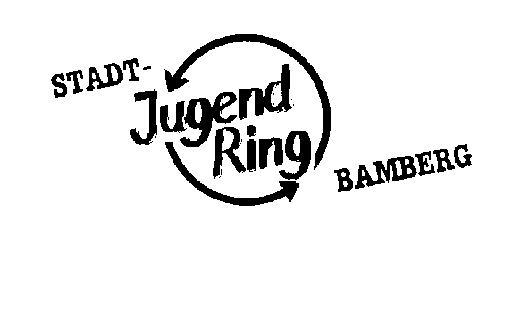 STADT-
Jugend
Ring
BAMBERG